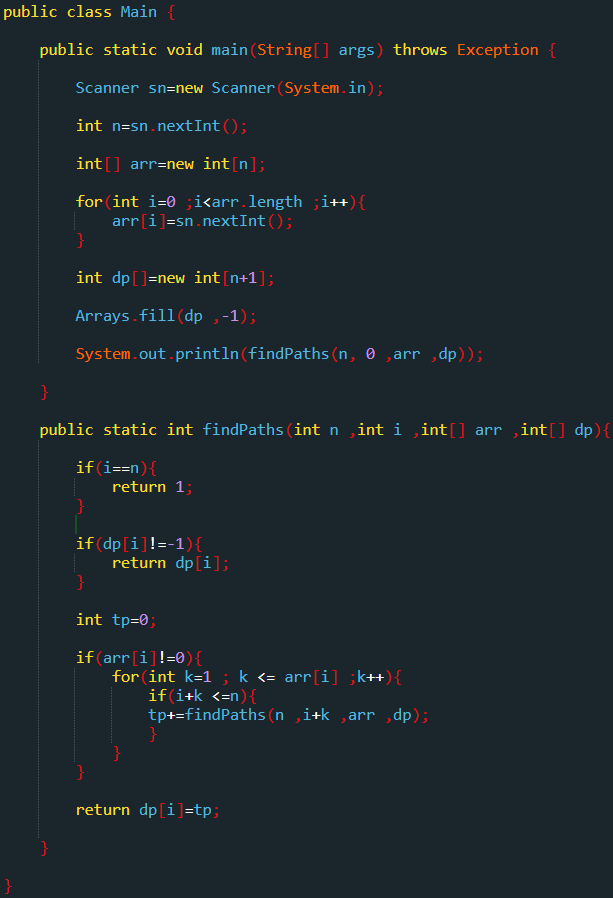 public class Main {
public static void main(String[] args) throws Exception {
Scanner sn=new Scanner(System.in);
int n=sn.nextInt();
int[] arr=new int[n];
for(int i=0 ;i<arr.length ;i++){
arr[i]=sn.nextInt();
}
int dp[]=new int[n+1];
Arrays.fill(dp ,-1);
System.out.println(findPaths(n, 0 ,arr ,dp));
}
public static int findPaths(int n ,int i ,int[] arr ,int[] dp){
if(i==n){
return 1;
}
if(dp[i]!=-1){
return dp[i];
}
int tp=0;
if(arr[i]!=0){
for(int k=1 ; k <= arr[i] ;k++){
if(i+k <=n){
tp+=findPaths(n ,i+k ,arr ,dp);
}
}
}
return dp[i]=tp;
}
}